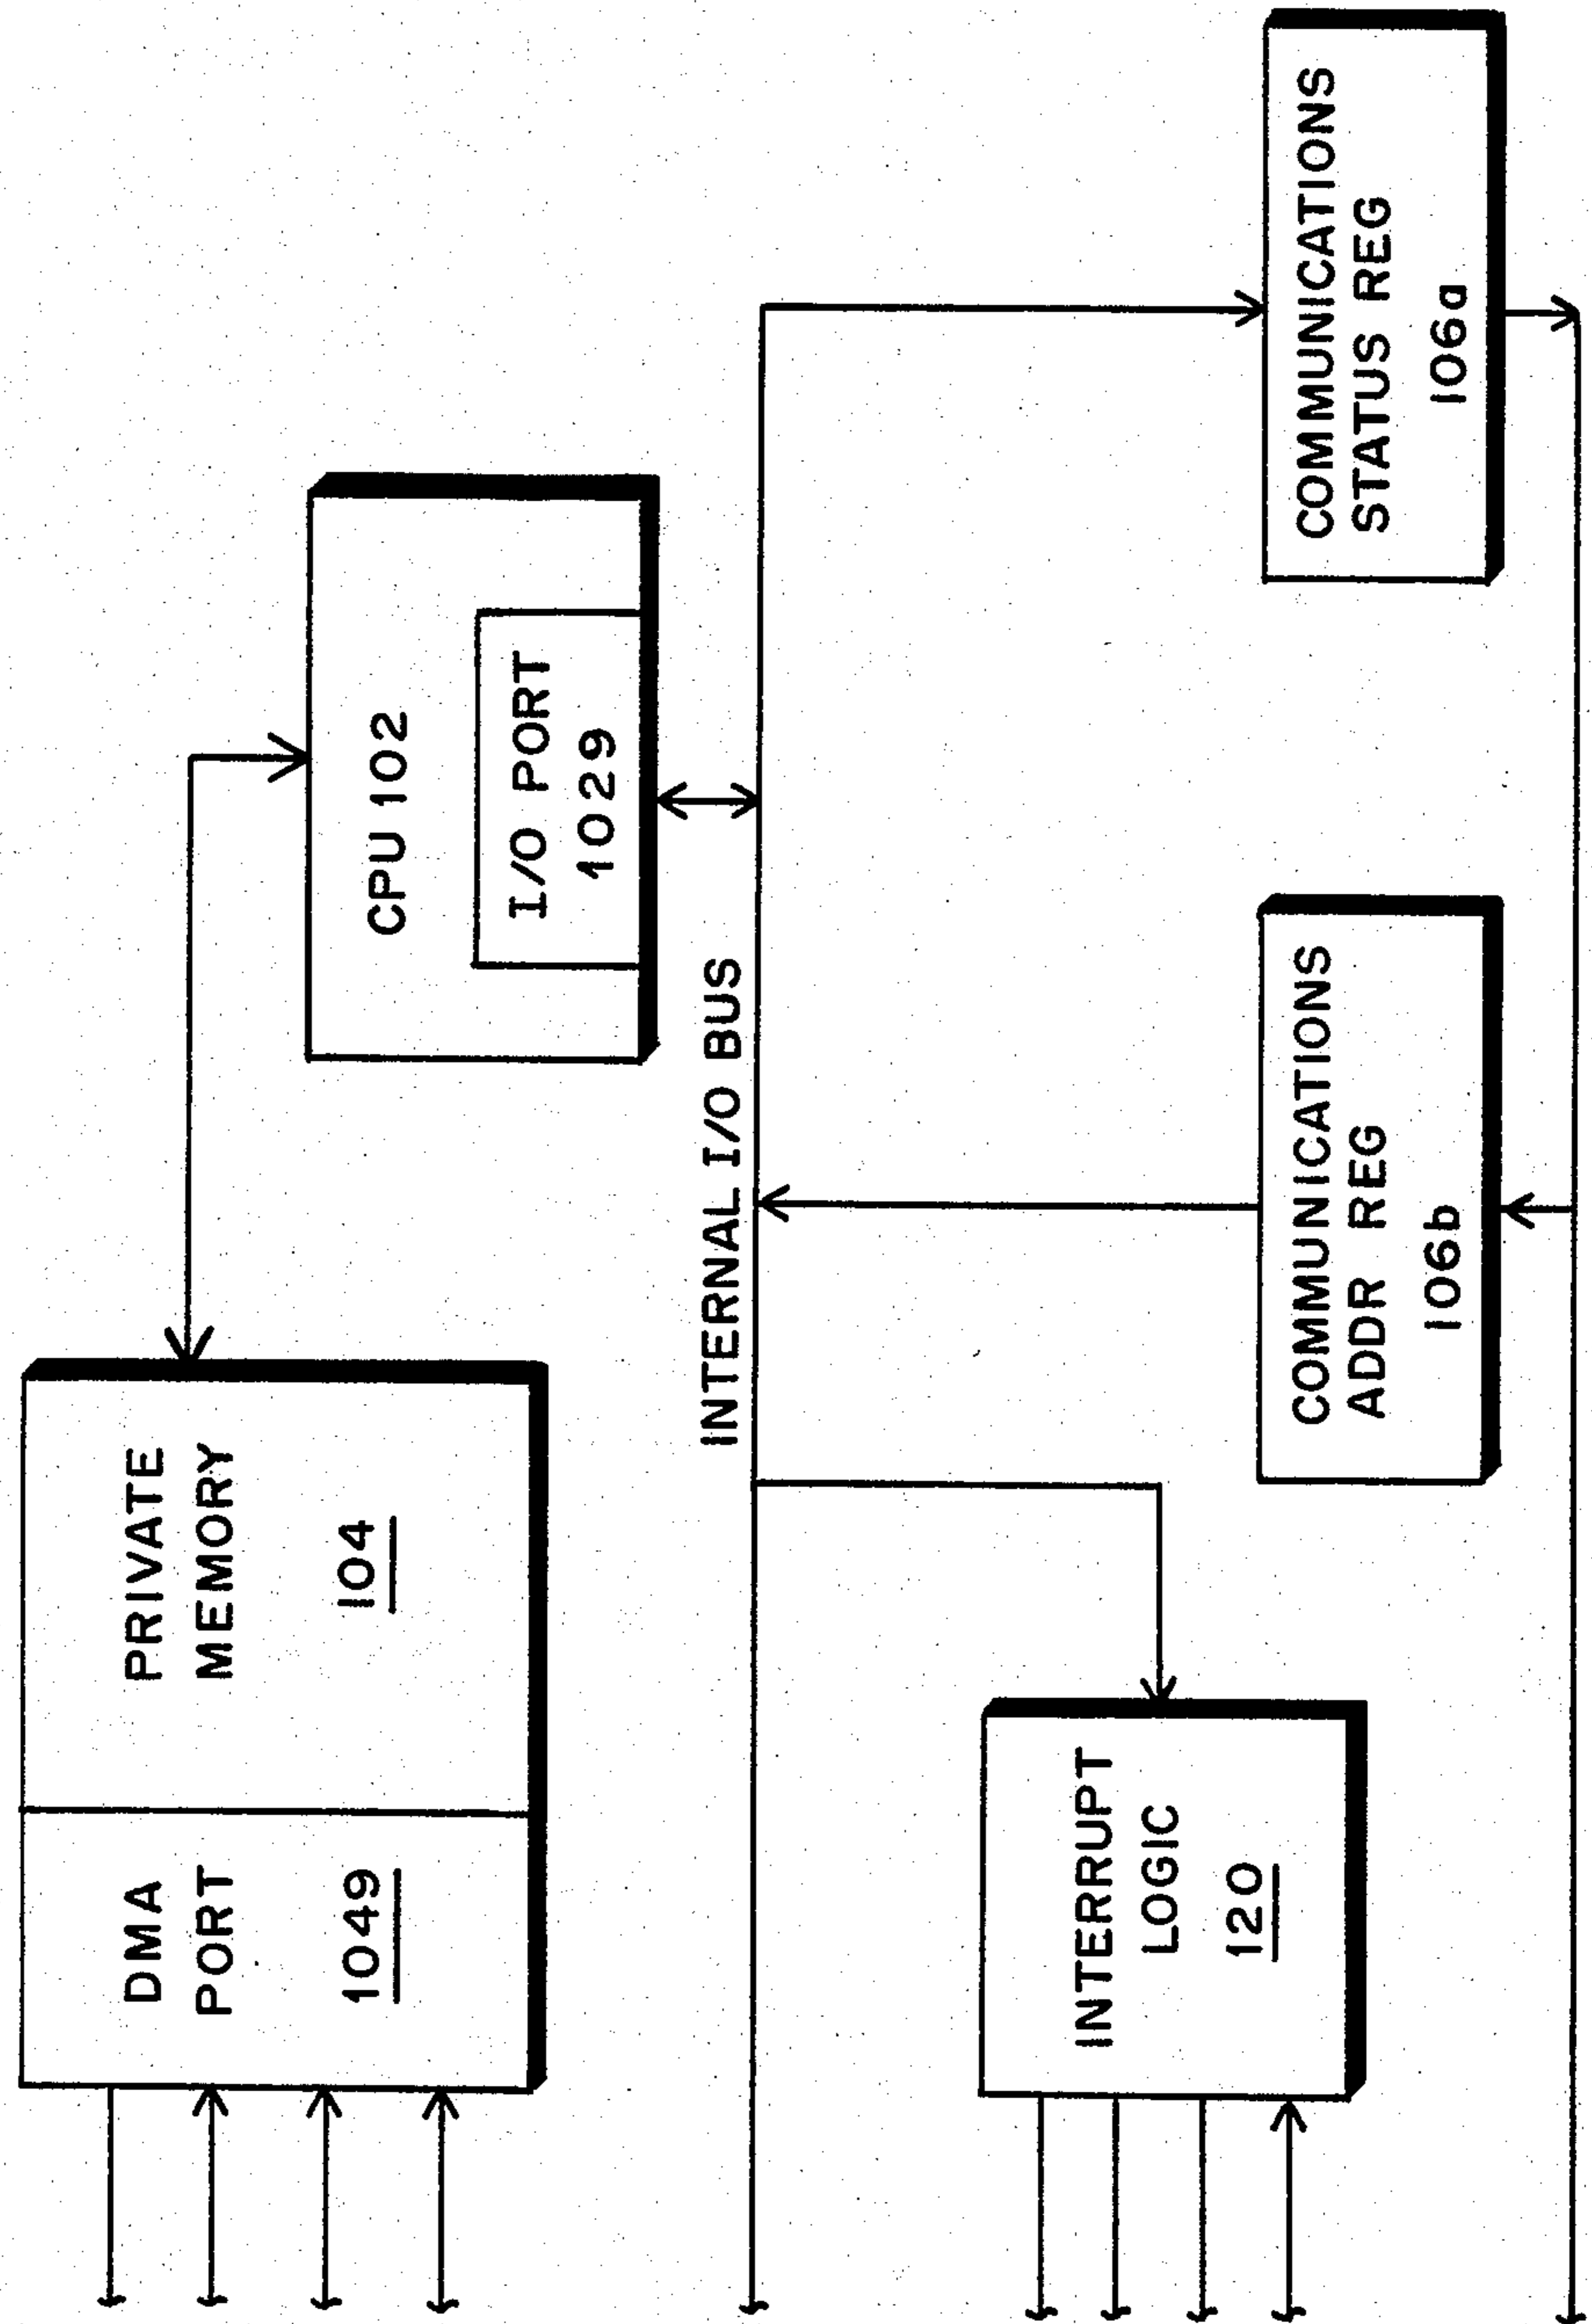 DMA
PORT
1049
PRIVATE
MEMORY
104
CPU 102
I/O PORT
1029
INTERNAL I/O BUS
INTERRUPT
LOGIC
120
COMMUNICATIONS
ADDR REG
106b
COMMUNICATIONS
STATUS REG
106a